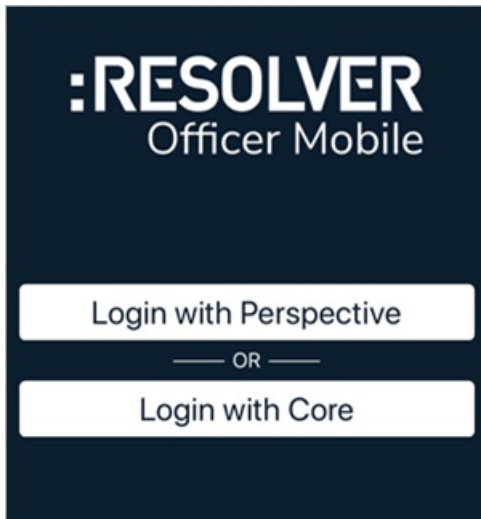 :RESOLVER
Officer Mobile
Login with Perspective
OR
Login with Core